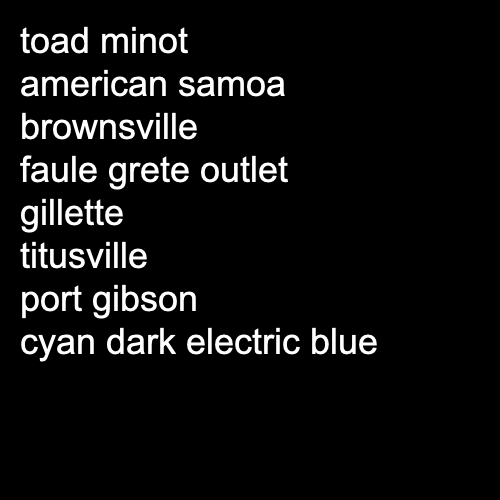 toad minot
american samoa
brownsville
faule grete outlet
gillette
titusville
port gibson
cyan dark electric blue